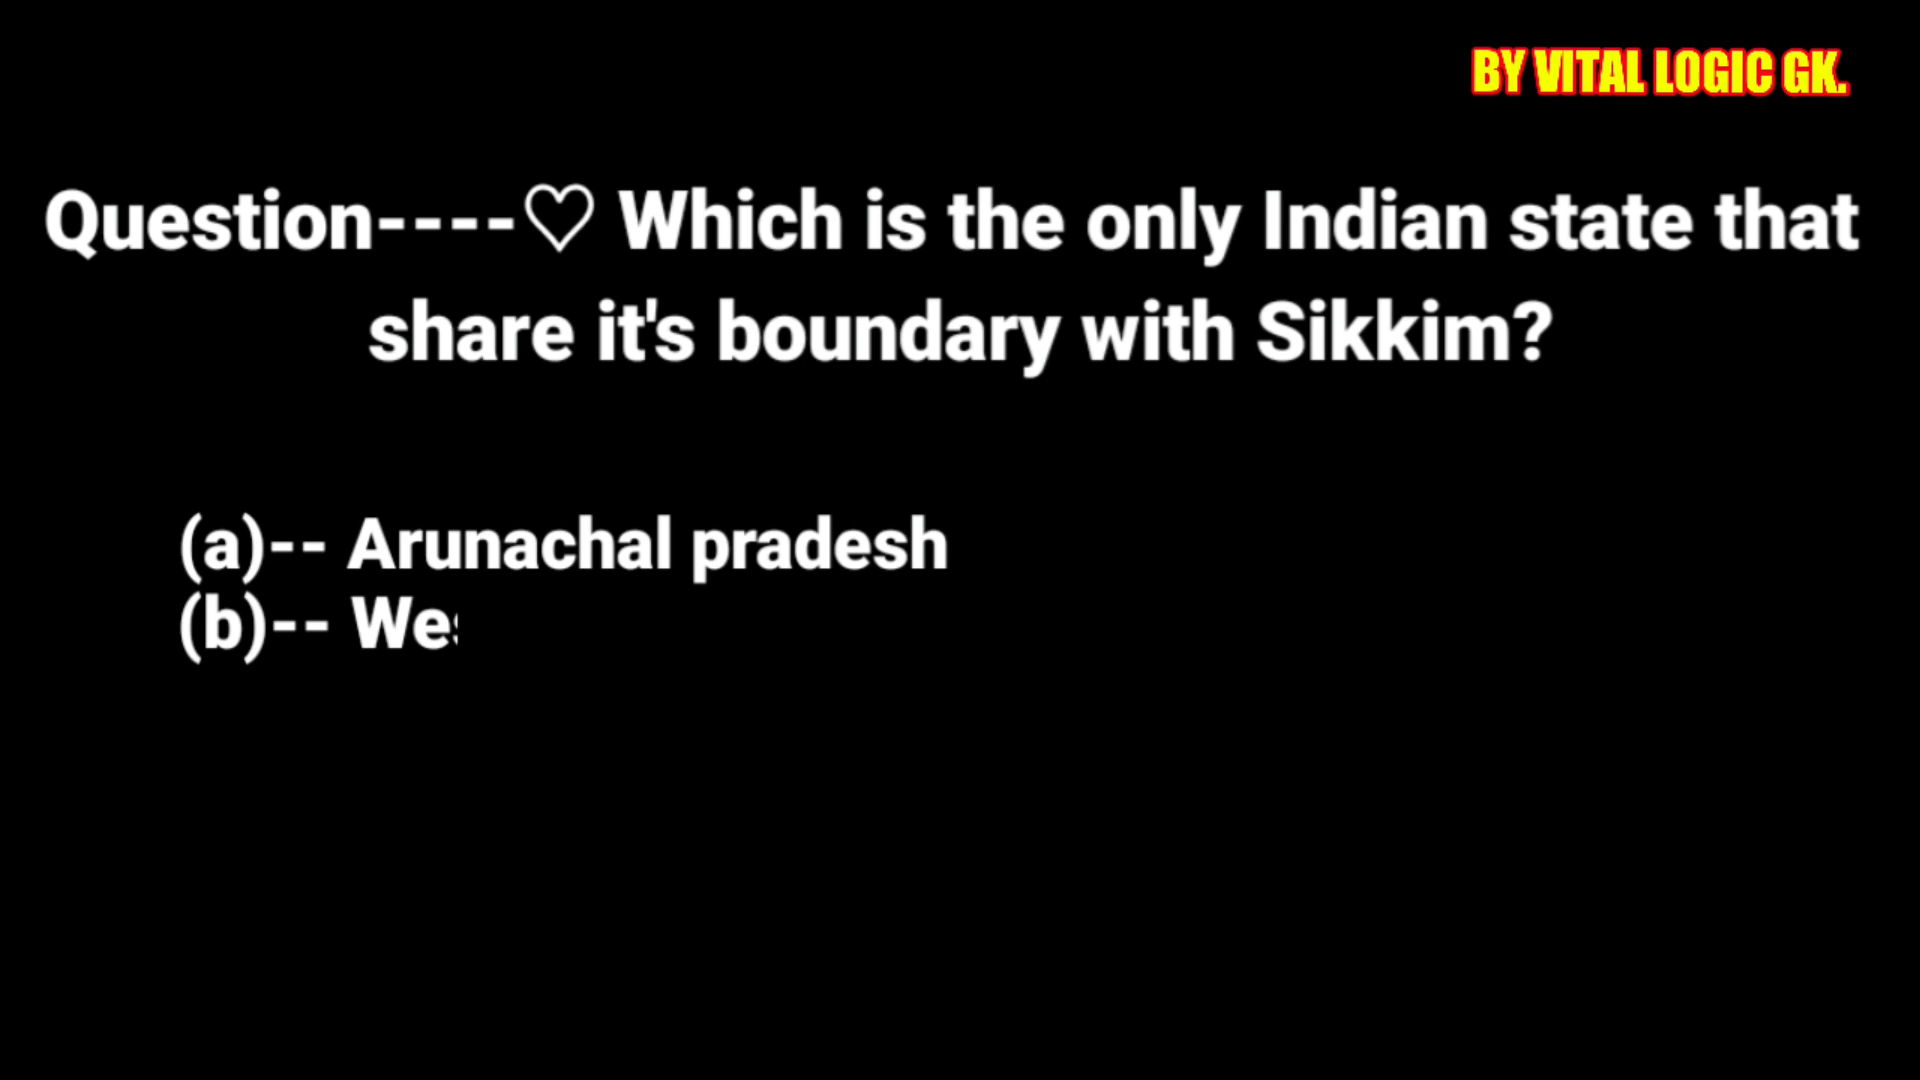 BY VITAL LOGIC GK.
Question----♡ Which is the only Indian state that
share it's boundary with Sikkim?
(a)-- Arunachal pradesh
(b)--